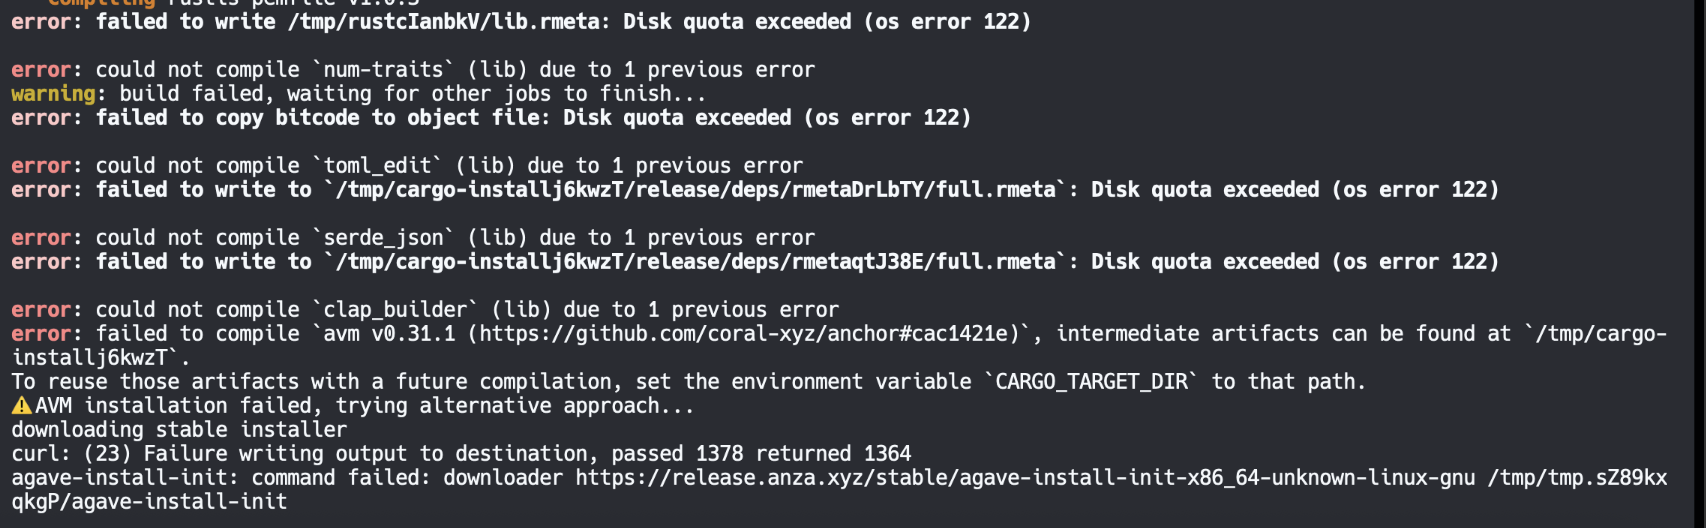 Compiling rustls-pemfile v1.0.3
error: failed to write /tmp/rustcIanbkV/lib.rmeta: Disk quota exceeded (os error 122)
error: could not compile `num-traits` (lib) due to 1 previous error
warning: build failed, waiting for other jobs to finish...
error: failed to copy bitcode to object file: Disk quota exceeded (os error 122)
error: could not compile `toml_edit` (lib) due to 1 previous error
error: failed to write to `/tmp/cargo-installj6kwzT/release/deps/rmetaDrLbTY/full.rmeta`: Disk quota exceeded (os error 122)
error: could not compile `serde_json` (lib) due to 1 previous error
error: failed to write to `/tmp/cargo-installj6kwzT/release/deps/rmetaqtJ38E/full.rmeta`: Disk quota exceeded (os error 122)
error: could not compile `clap_builder` (lib) due to 1 previous error
error: failed to compile `avm v0.31.1 (https://github.com/coral-xyz/anchor#cac1421e)`, intermediate artifacts can be found at `/tmp/cargo-
installj6kwzT`.
To reuse those artifacts with a future compilation, set the environment variable `CARGO_TARGET_DIR` to that path.
⚠️AVM installation failed, trying alternative approach...
downloading stable installer
curl: (23) Failure writing output to destination, passed 1378 returned 1364
agave-install-init: command failed: downloader https://release.anza.xyz/stable/agave-install-init-x86_64-unknown-linux-gnu /tmp/tmp.sZ89kx
qkgP/agave-install-init